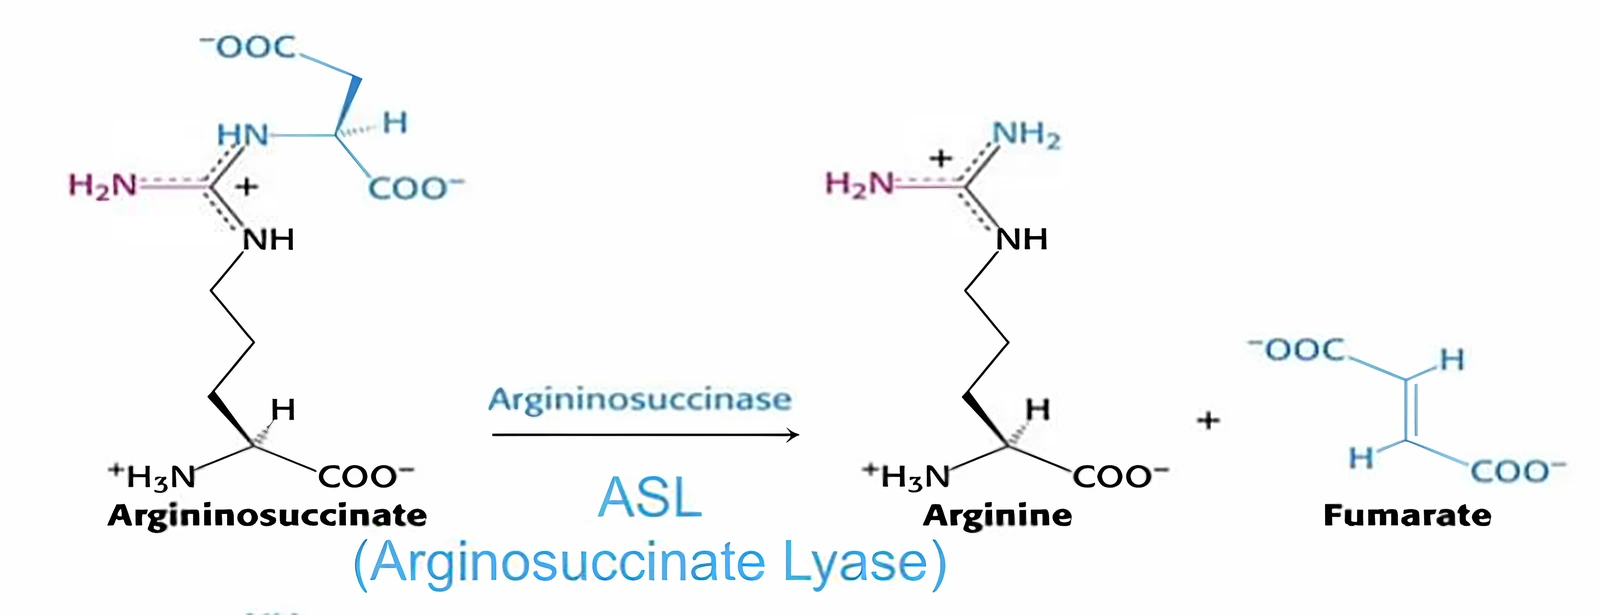 ⁻OOC
HN
H
H₂N
+
COO⁻
NH
H
⁺H₃N
COO⁻
Argininosuccinate
Argininosuccinase
ASL
(Arginosuccinate Lyase)
NH₂
+
H₂N
NH
H
⁺H₃N
COO⁻
Arginine
+
⁻OOC
H
H
COO⁻
Fumarate